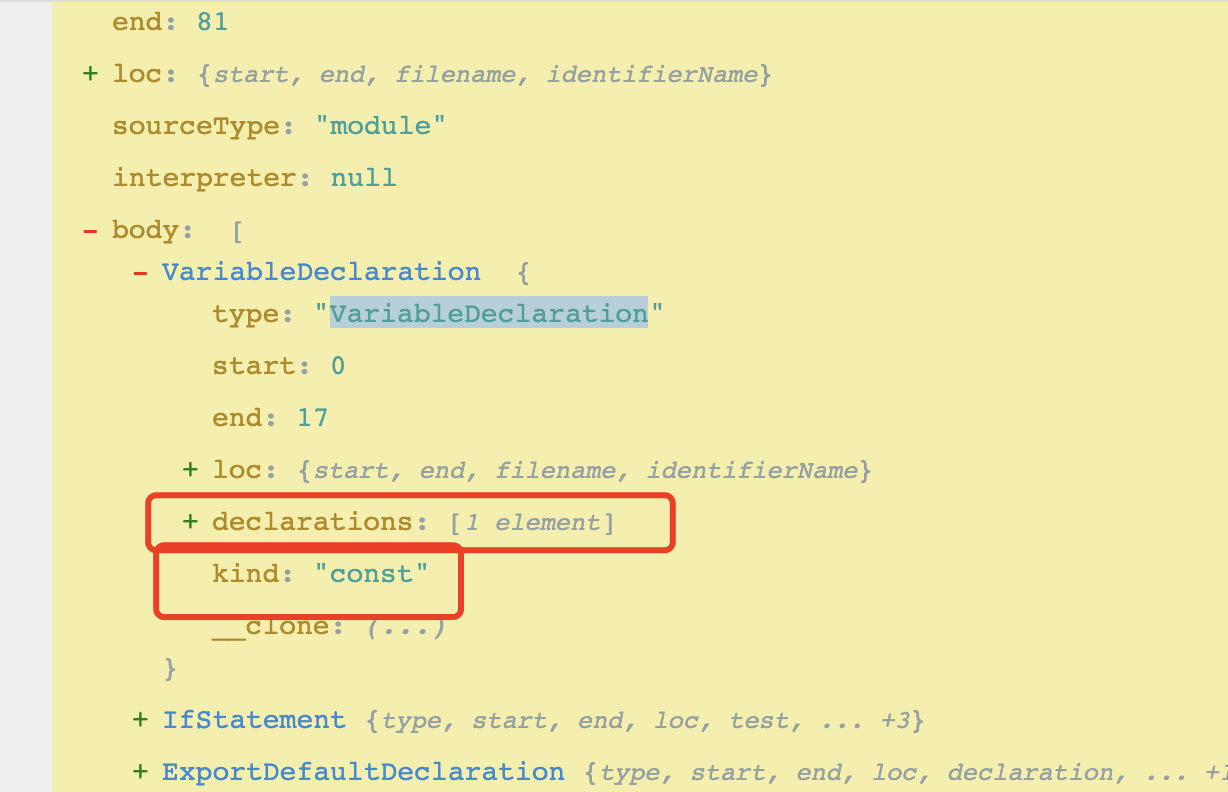 end: 81
+ loc: {start, end, filename, identifierName}
sourceType: "module"
interpreter: null
- body: [
- VariableDeclaration {
type: "VariableDeclaration"
start: 0
end: 17
+ loc: {start, end, filename, identifierName}
+ declarations: [1 element]
kind: "const"
__clone: (...)
}
+ IfStatement {type, start, end, loc, test, ... +3}
+ ExportDefaultDeclaration {type, start, end, loc, declaration, ...